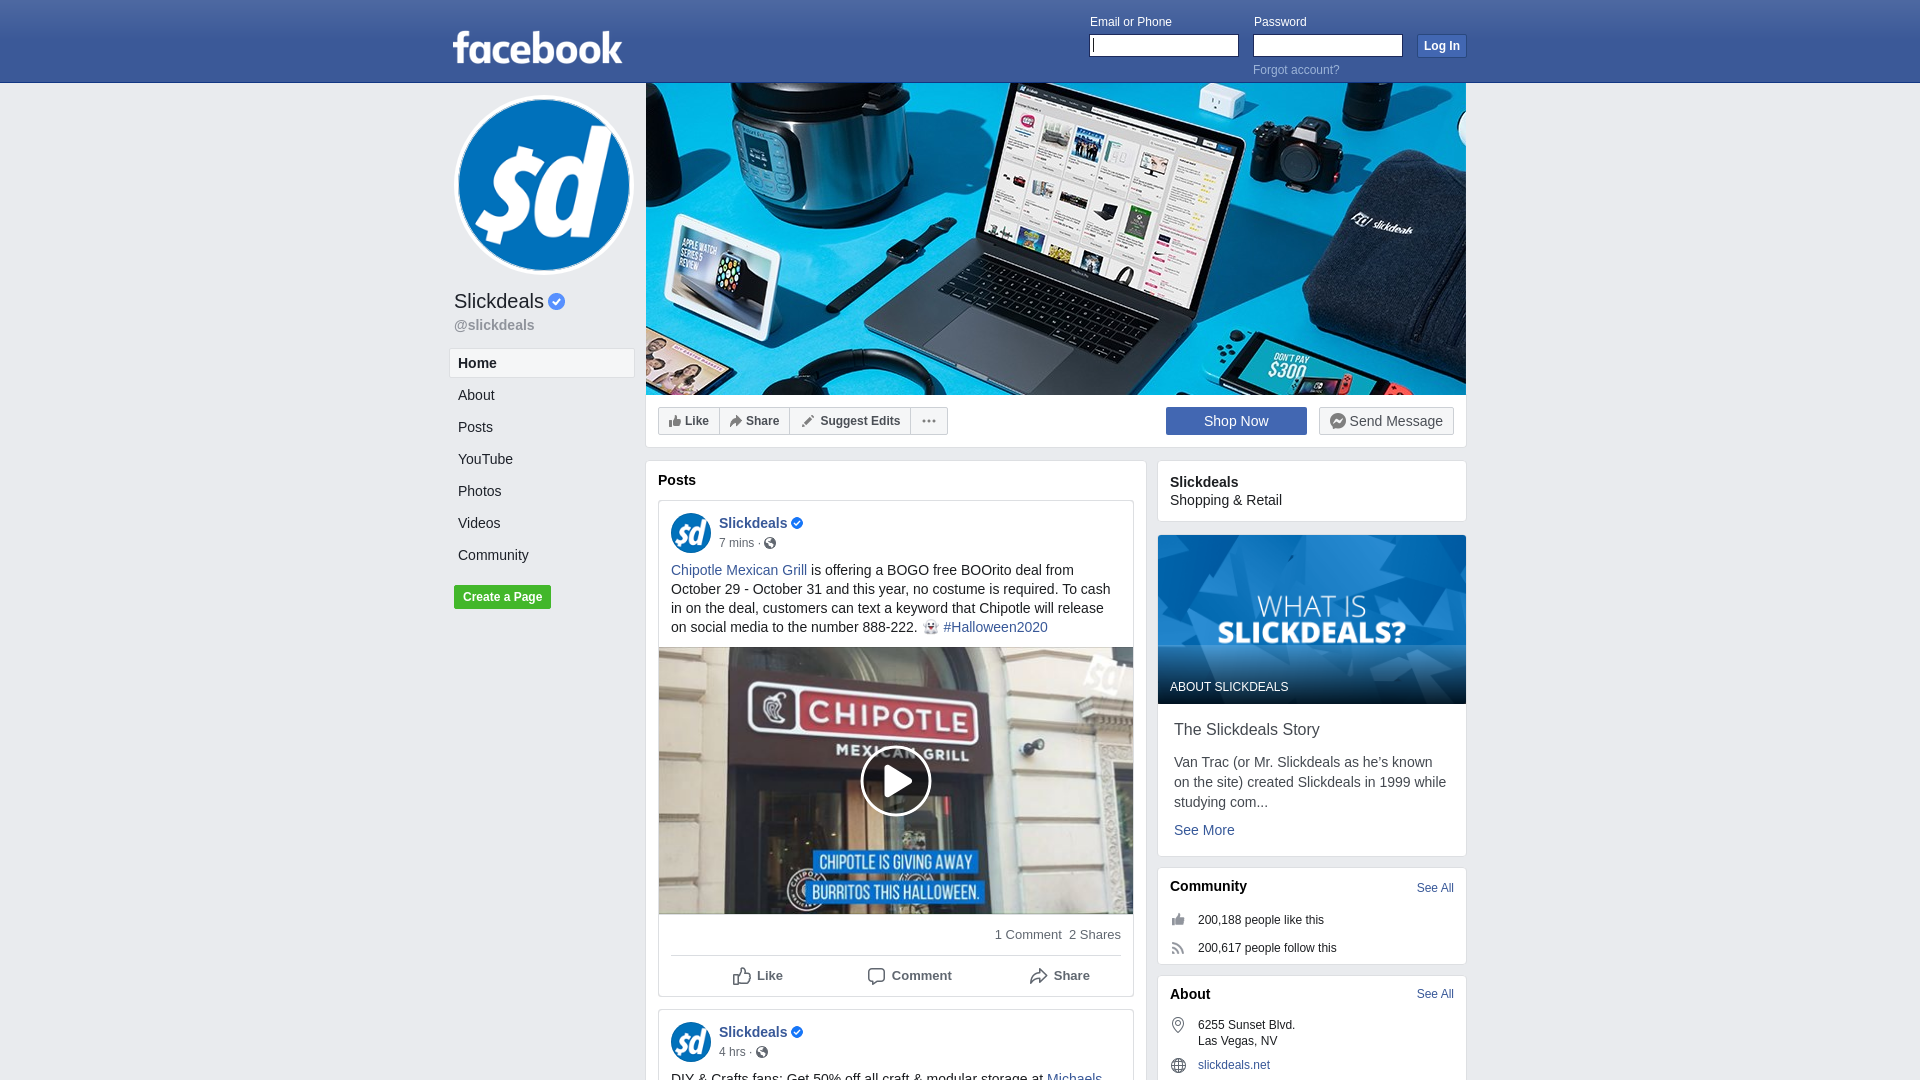 facebook
Email or Phone
Password
Log In
Forgot account?
$d
APPLE WATCH
SERIES 5
REVIEW
slickdeals
DON'T PAY
$300
Slickdeals
@slickdeals
Home
About
Posts
YouTube
Photos
Videos
Community
Create a Page
Like
Share
Suggest Edits
...
Shop Now
Send Message
Posts
$d
Slickdeals
7 mins ·
Chipotle Mexican Grill is offering a BOGO free BOOrito deal from
October 29 - October 31 and this year, no costume is required. To cash
in on the deal, customers can text a keyword that Chipotle will release
on social media to the number 888-222. 👻 #Halloween2020
$d
CHIPOTLE
MEXICAN GRILL
CHIPOTLE IS GIVING AWAY
BURRITOS THIS HALLOWEEN.
1 Comment 2 Shares
Like
Comment
Share
$d
Slickdeals
4 hrs ·
DIY & Crafts fans: Get 50% off all craft & modular storage at Michaels
Slickdeals
Shopping & Retail
WHAT IS
SLICKDEALS?
ABOUT SLICKDEALS
The Slickdeals Story
Van Trac (or Mr. Slickdeals as he’s known
on the site) created Slickdeals in 1999 while
studying com...
See More
Community
See All
200,188 people like this
200,617 people follow this
About
See All
6255 Sunset Blvd.
Las Vegas, NV
slickdeals.net